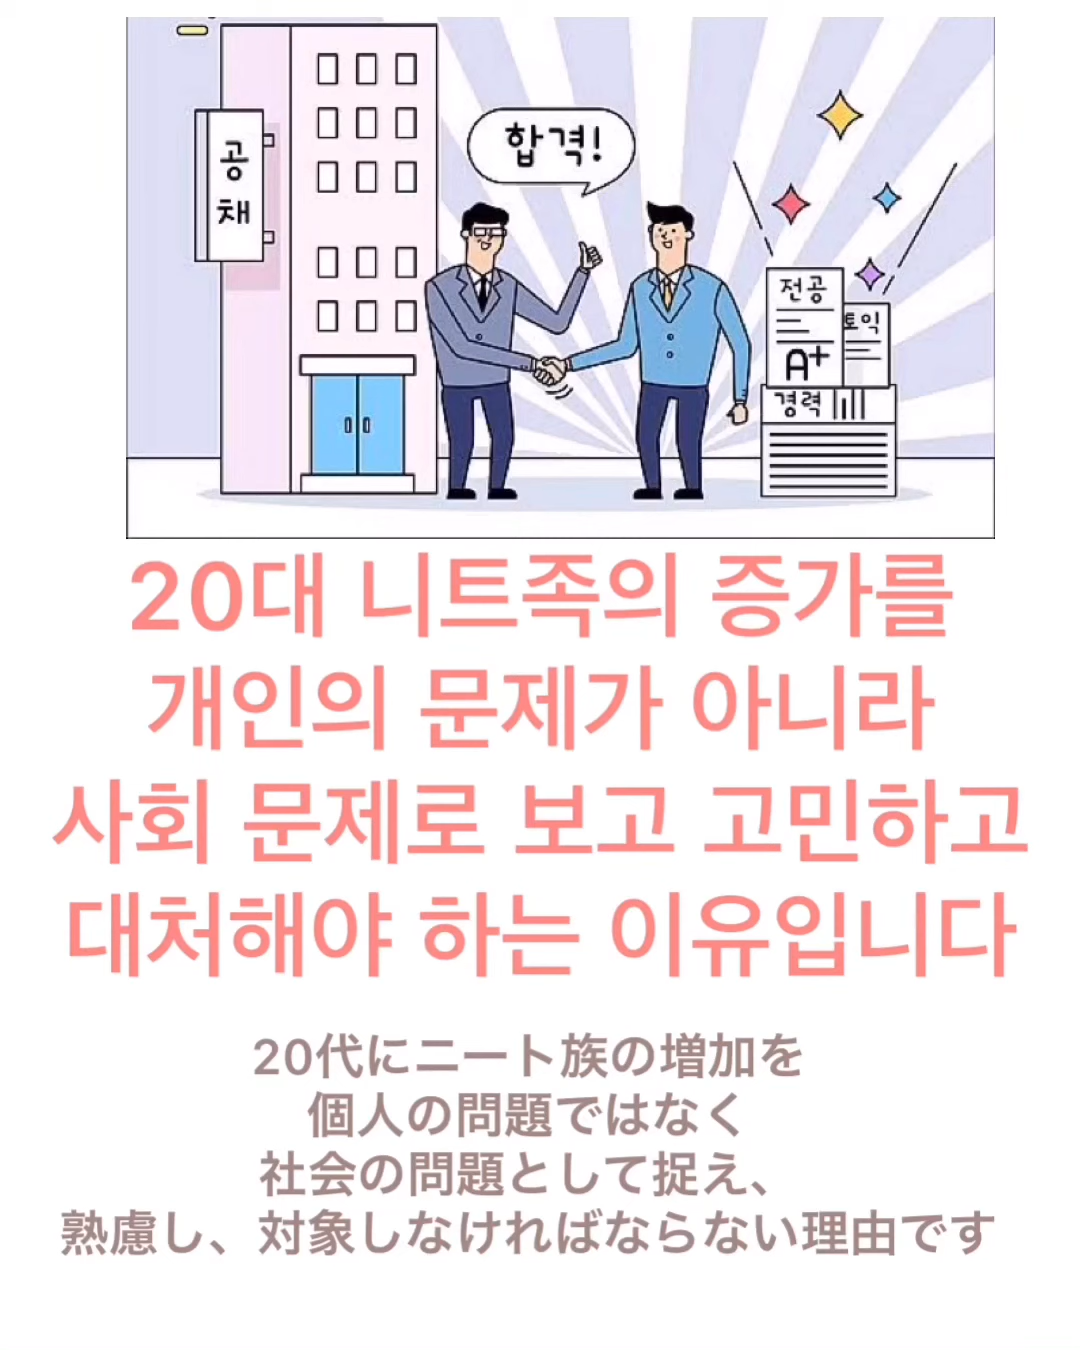 공
채
합격!
전공
A+
토익
경력
20대 니트족의 증가를
개인의 문제가 아니라
사회 문제로 보고 고민하고
대처해야 하는 이유입니다
20代にニート族の増加を
個人の問題ではなく
社会の問題として捉え、
熟慮し、対象しなければならない理由です